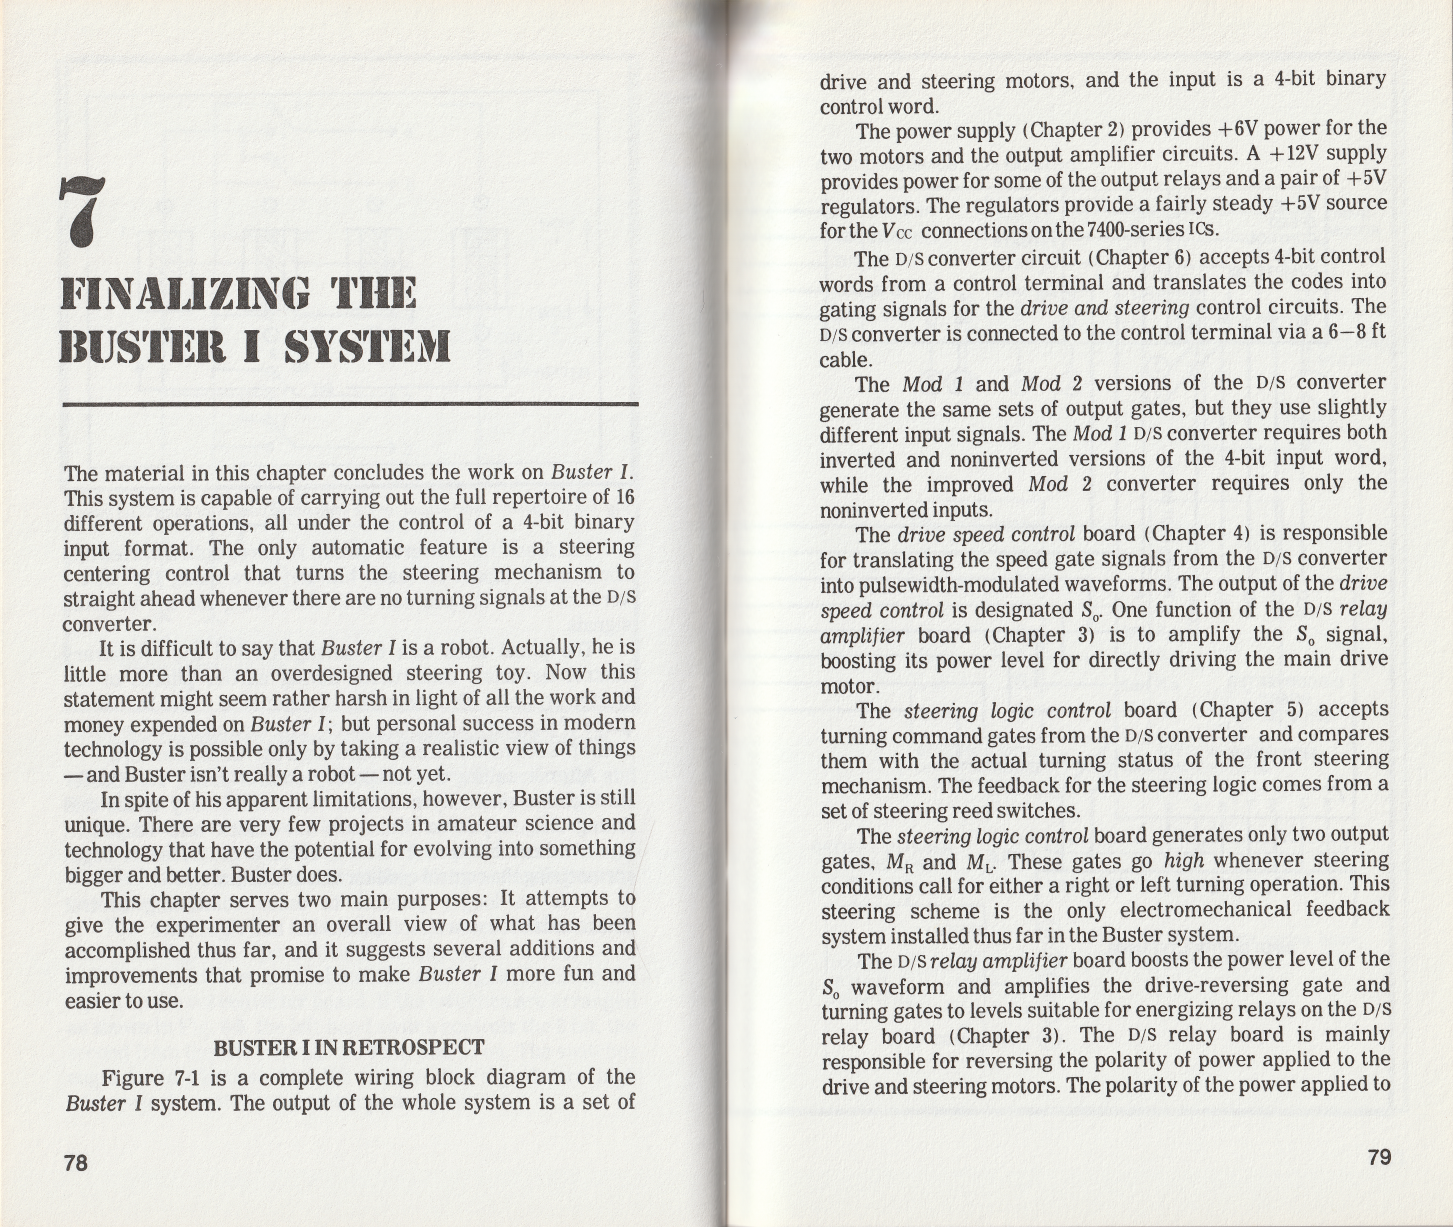 7
FINALIZING THE
BUSTER I SYSTEM
The material in this chapter concludes the work on Buster I.
This system is capable of carrying out the full repertoire of 16
different operations, all under the control of a 4-bit binary
input format. The only automatic feature is a steering
centering control that turns the steering mechanism to
straight ahead whenever there are no turning signals at the D/S
converter.
It is difficult to say that Buster I is a robot. Actually, he is
little more than an overdesigned steering toy. Now this
statement might seem rather harsh in light of all the work and
money expended on Buster I; but personal success in modern
technology is possible only by taking a realistic view of things
—and Buster isn't really a robot—not yet.
In spite of his apparent limitations, however, Buster is still
unique. There are very few projects in amateur science and
technology that have the potential for evolving into something
bigger and better. Buster does.
This chapter serves two main purposes: It attempts to
give the experimenter an overall view of what has been
accomplished thus far, and it suggests several additions and
improvements that promise to make Buster I more fun and
easier to use.
BUSTER I IN RETROSPECT
Figure 7-1 is a complete wiring block diagram of the
Buster I system. The output of the whole system is a set of
78
drive and steering motors, and the input is a 4-bit binary
control word.
The power supply (Chapter 2) provides +6V power for the
two motors and the output amplifier circuits. A +12V supply
provides power for some of the output relays and a pair of +5V
regulators. The regulators provide a fairly steady +5V source
for the Vcc connections on the 7400-series ICs.
The D/S converter circuit (Chapter 6) accepts 4-bit control
words from a control terminal and translates the codes into
gating signals for the drive and steering control circuits. The
D/S converter is connected to the control terminal via a 6–8 ft
cable.
The Mod 1 and Mod 2 versions of the D/S converter
generate the same sets of output gates, but they use slightly
different input signals. The Mod 1 D/S converter requires both
inverted and noninverted versions of the 4-bit input word,
while the improved Mod 2 converter requires only the
noninverted inputs.
The drive speed control board (Chapter 4) is responsible
for translating the speed gate signals from the D/S converter
into pulsewidth-modulated waveforms. The output of the drive
speed control is designated So. One function of the D/S relay
amplifier board (Chapter 3) is to amplify the So signal,
boosting its power level for directly driving the main drive
motor.
The steering logic control board (Chapter 5) accepts
turning command gates from the D/S converter and compares
them with the actual turning status of the front steering
mechanism. The feedback for the steering logic comes from a
set of steering reed switches.
The steering logic control board generates only two output
gates, MR and ML. These gates go high whenever steering
conditions call for either a right or left turning operation. This
steering scheme is the only electromechanical feedback
system installed thus far in the Buster system.
The D/S relay amplifier board boosts the power level of the
So waveform and amplifies the drive-reversing gate and
turning gates to levels suitable for energizing relays on the D/S
relay board (Chapter 3). The D/S relay board is mainly
responsible for reversing the polarity of power applied to the
drive and steering motors. The polarity of the power applied to
79